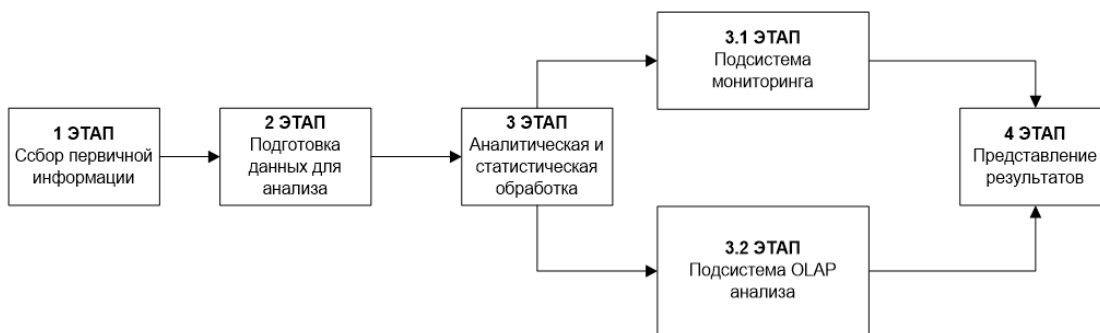 1 ЭТАП
Ссбор первичной
информации
2 ЭТАП
Подготовка
данных для
анализа
3 ЭТАП
Аналитическая и
статистическая
обработка
3.1 ЭТАП
Подсистема
мониторинга
3.2 ЭТАП
Подсистема OLAP
анализа
4 ЭТАП
Представление
результатов